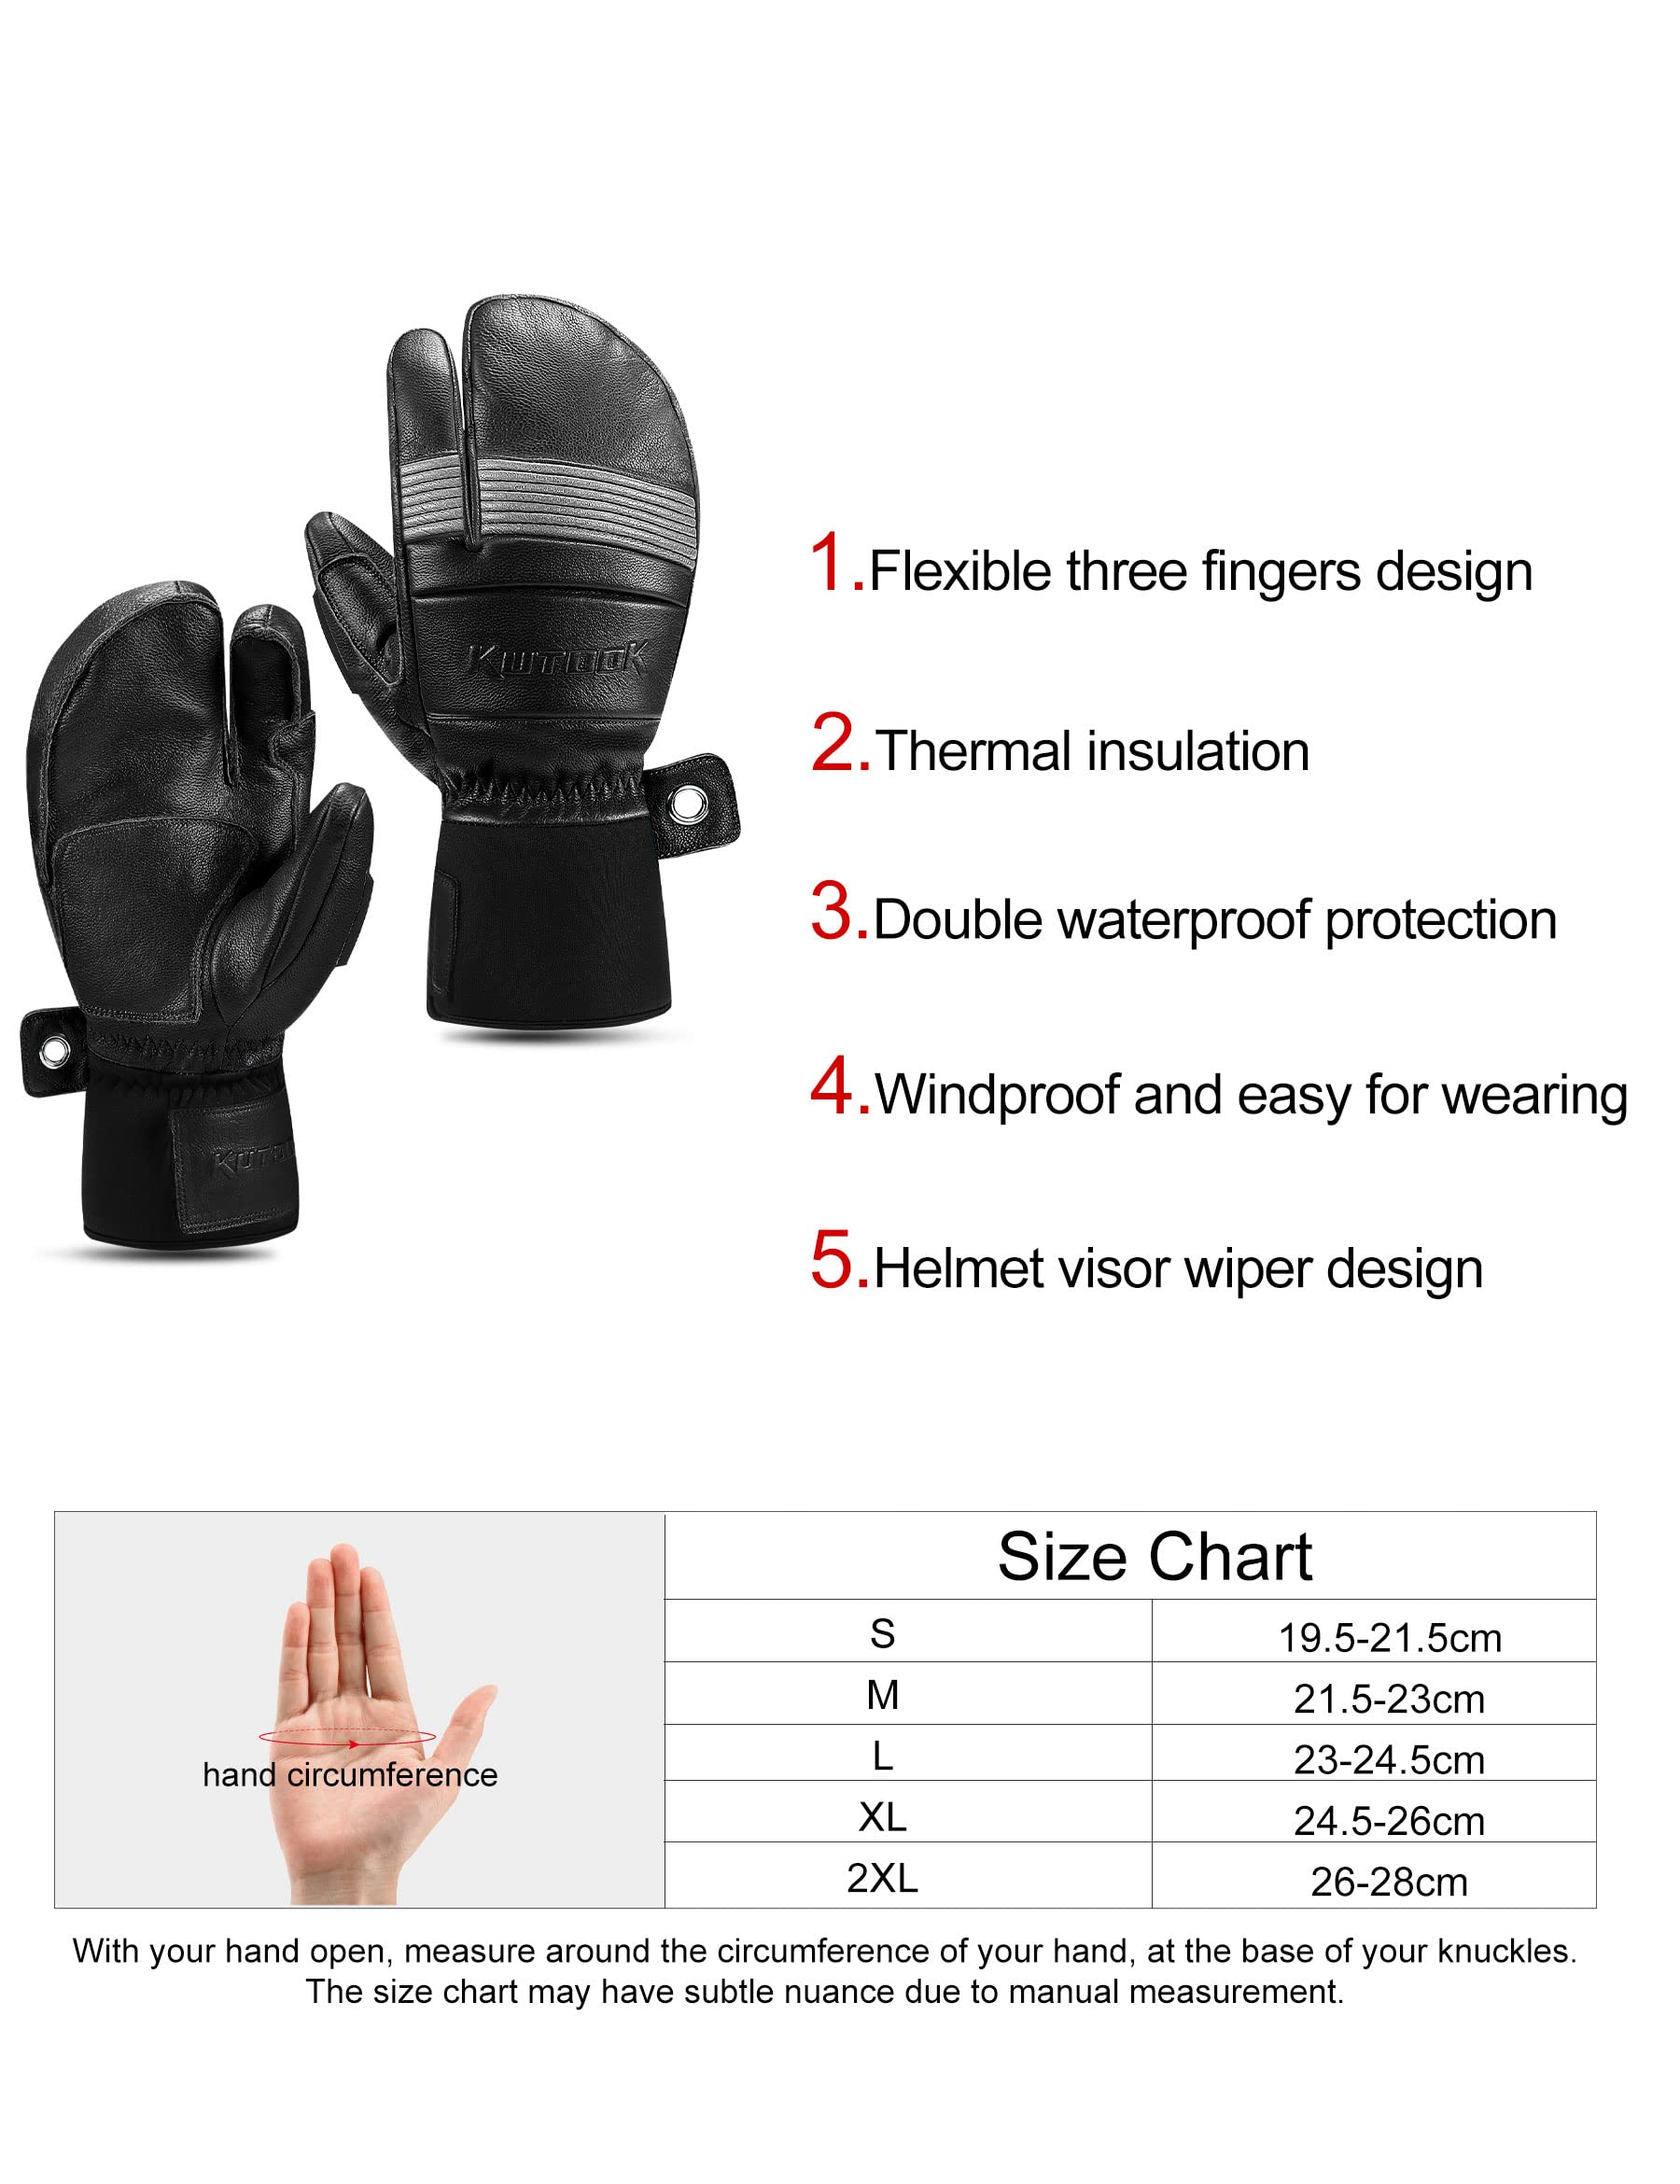 KUTOOK
KUTOO
1.Flexible three fingers design
2.Thermal insulation
3.Double waterproof protection
4.Windproof and easy for wearing
5.Helmet visor wiper design
hand circumference
Size Chart
S 19.5-21.5cm
M 21.5-23cm
L 23-24.5cm
XL 24.5-26cm
2XL 26-28cm
With your hand open, measure around the circumference of your hand, at the base of your knuckles.
The size chart may have subtle nuance due to manual measurement.